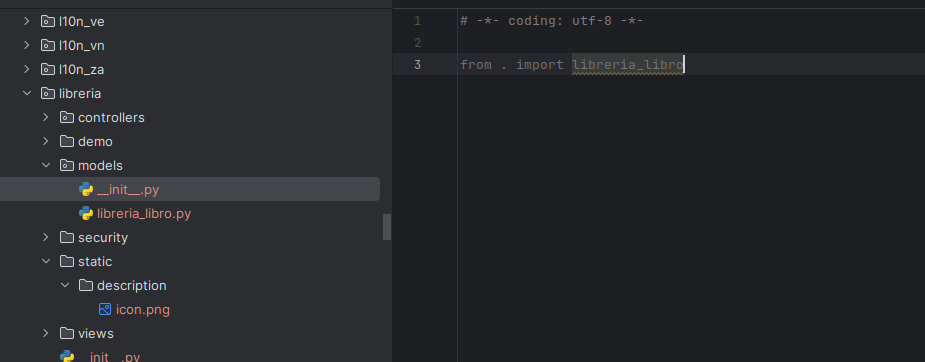 l10n_ve
l10n_vn
l10n_za
libreria
controllers
demo
models
__init__.py
libreria_libro.py
security
static
description
icon.png
views
__init__.py
1 # -*- coding: utf-8 -*-
2
3 from . import libreria_libro